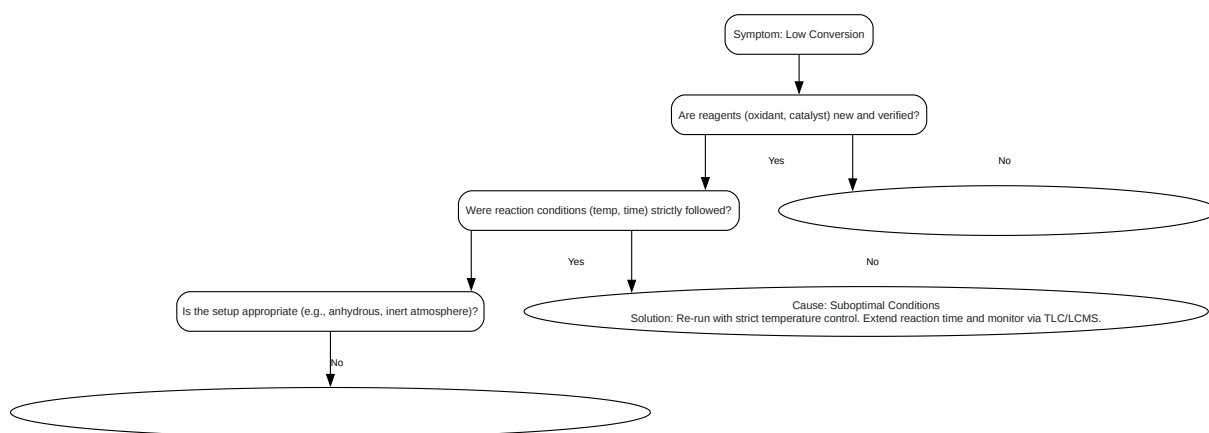 Symptom: Low Conversion
Are reagents (oxidant, catalyst) new and verified?
Yes
No
Were reaction conditions (temp, time) strictly followed?
Yes
No
Is the setup appropriate (e.g., anhydrous, inert atmosphere)?
Cause: Suboptimal Conditions
Solution: Re-run with strict temperature control. Extend reaction time and monitor via TLC/LCMS.
No